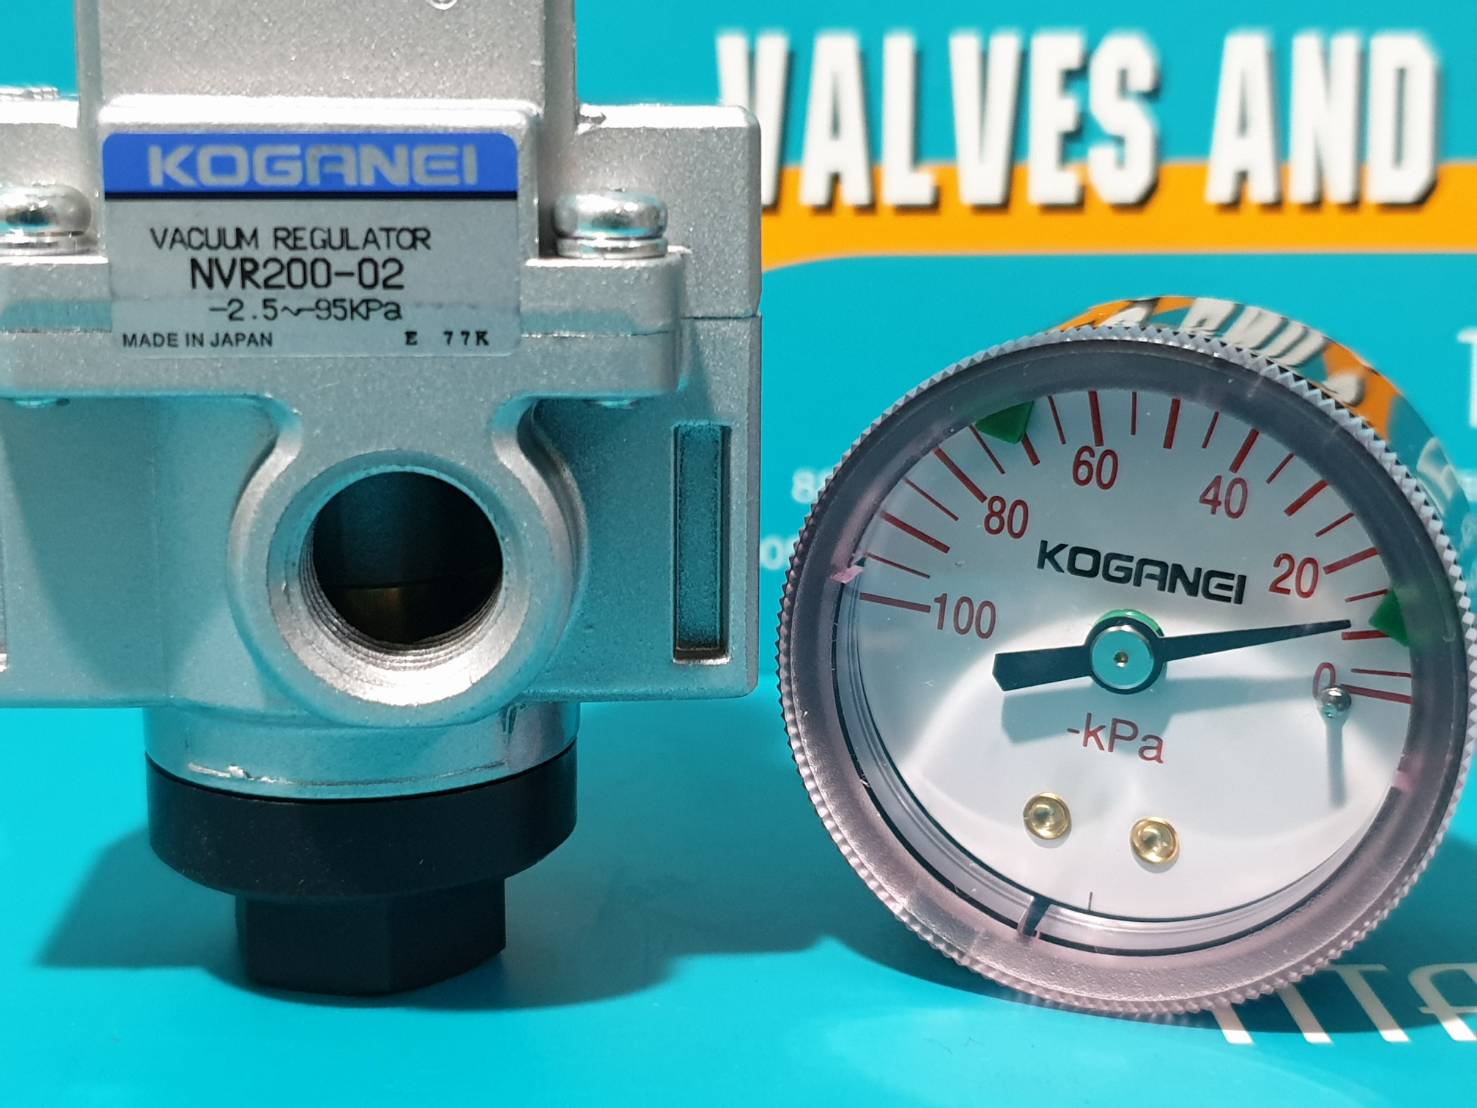 KOGANEI
VACUUM REGULATOR
NVR200-02
-2.5~-95KPa
MADE IN JAPAN E 77K
VALVES AND
100
80
60
40
20
0
KOGANEI
-kPa